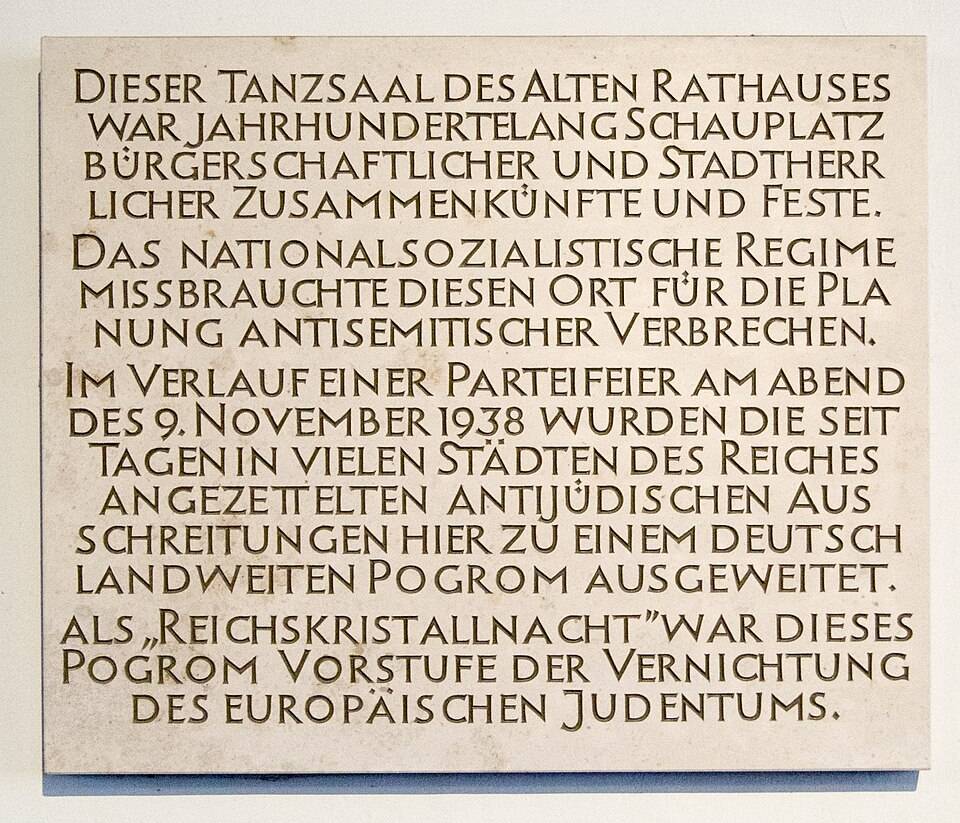 DIESER TANZSAAL DES ALTEN RATHAUSES
WAR JAHRHUNDERTELANG SCHAUPLATZ
BÜRGERSCHAFTLICHER UND STADTHERR
LICHER ZUSAMMENKÜNFTE UND FESTE.
DAS NATIONALSOZIALISTISCHE REGIME
MISSBRAUCHTE DIESEN ORT FÜR DIE PLA
NUNG ANTISEMITISCHER VERBRECHEN.
IM VERLAUF EINER PARTEIFEIER AM ABEND
DES 9. NOVEMBER 1938 WURDEN DIE SEIT
TAGEN IN VIELEN STÄDTEN DES REICHES
ANGEZETTELTEN ANTIJÜDISCHEN AUS
SCHREITUNGEN HIER ZU EINEM DEUTSCH
LANDWEITEN POGROM AUSGEWEITET.
ALS „REICHSKRISTALLNACHT” WAR DIESES
POGROM VORSTUFE DER VERNICHTUNG
DES EUROPÄISCHEN JUDENTUMS.